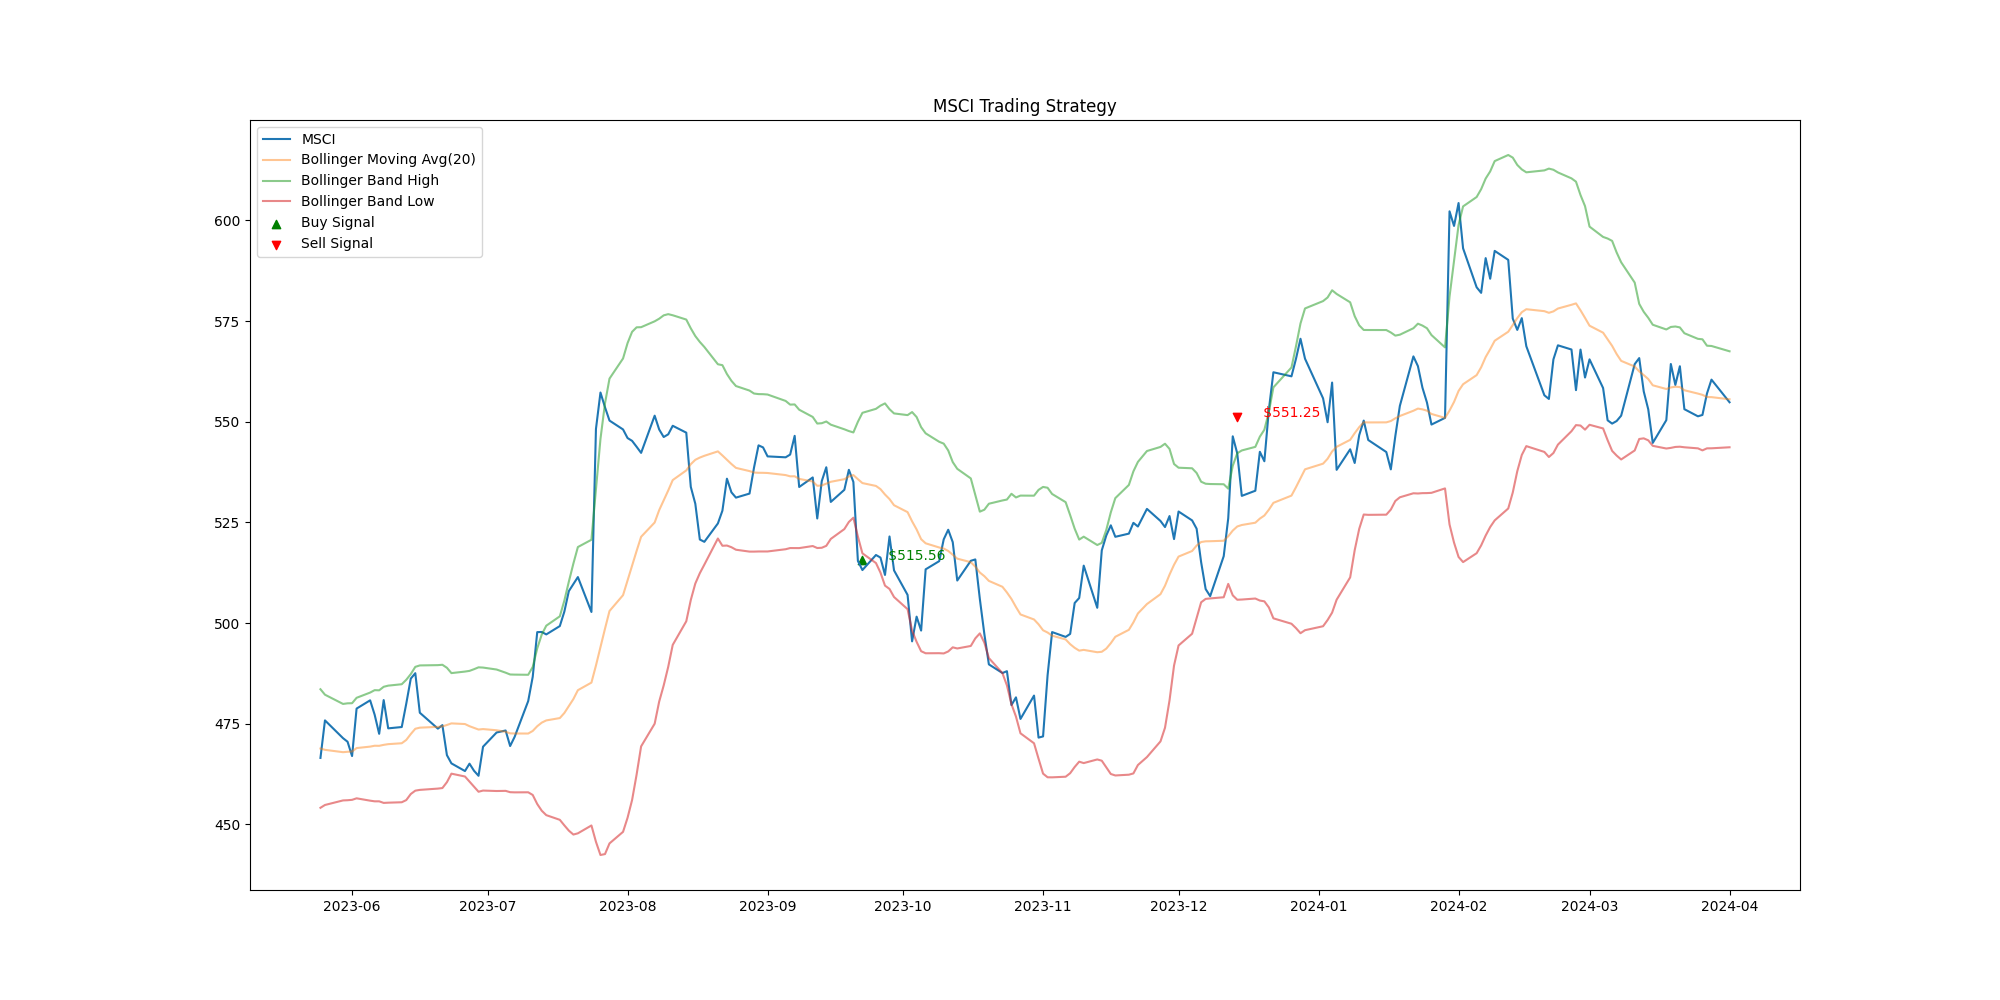 MSCI Trading Strategy
MSCI
Bollinger Moving Avg(20)
Bollinger Band High
Bollinger Band Low
Buy Signal
Sell Signal
600
575
550
525
500
475
450
$551.25
$515.56
2023-06 2023-07 2023-08 2023-09 2023-10 2023-11 2023-12 2024-01 2024-02 2024-03 2024-04